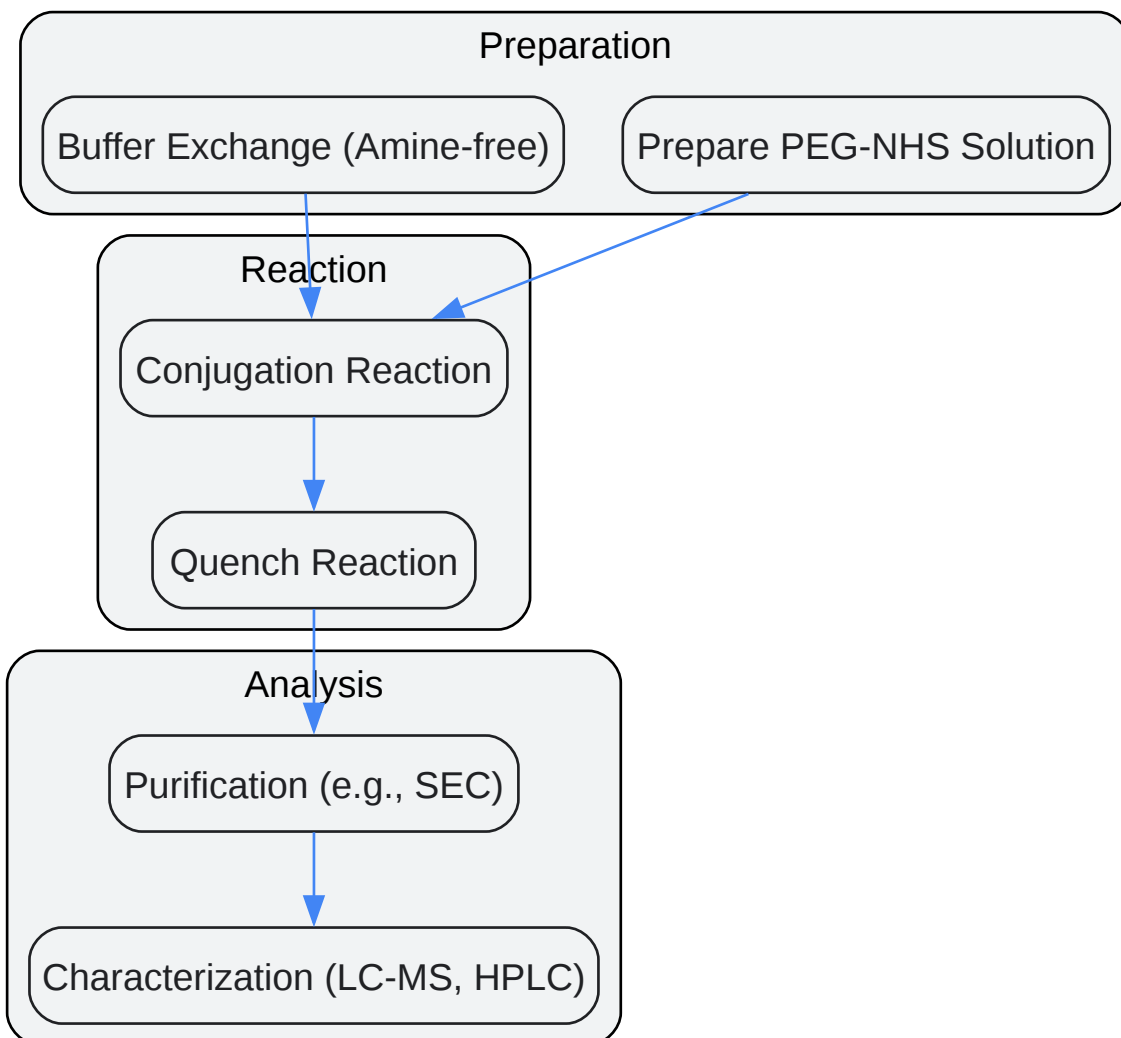 Preparation
Buffer Exchange (Amine-free)
Prepare PEG-NHS Solution
Reaction
Conjugation Reaction
Quench Reaction
Analysis
Purification (e.g., SEC)
Characterization (LC-MS, HPLC)